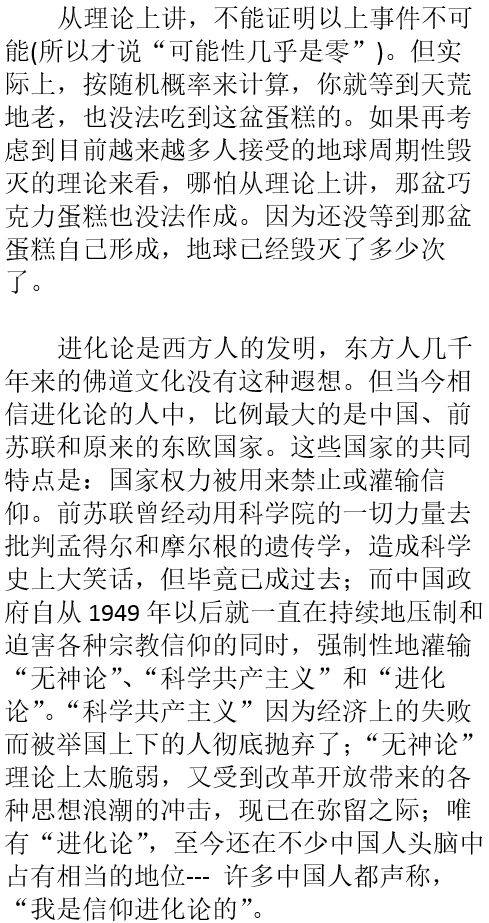 从理论上讲，不能证明以上事件不可
能(所以才说“可能性几乎是零”)。但实
际上，按随机概率来计算，你就等到天荒
地老，也没法吃到这盆蛋糕的。如果再考
虑到目前越来越多人接受的地球周期性毁
灭的理论来看，哪怕从理论上讲，那盆巧
克力蛋糕也没法作成。因为还没等到那盆
蛋糕自己形成，地球已经毁灭了多少次
了。
进化论是西方人的发明，东方人几千
年来的佛道文化没有这种遐想。但当今相
信进化论的人中，比例最大的是中国、前
苏联和原来的东欧国家。这些国家的共同
特点是：国家权力被用来禁止或灌输信
仰。前苏联曾经动用科学院的一切力量去
批判孟得尔和摩尔根的遗传学，造成科学
史上大笑话，但毕竟已成过去；而中国政
府自从 1949 年以后就一直在持续地压制和
迫害各种宗教信仰的同时，强制性地灌输
“无神论”、“科学共产主义”和“进化
论”。“科学共产主义”因为经济上的失败
而被举国上下的人彻底抛弃了；“无神论”
理论上太脆弱，又受到改革开放带来的各
种思想浪潮的冲击，现已在弥留之际；唯
有“进化论”，至今还在不少中国人头脑中
占有相当的地位--- 许多中国人都声称，
“我是信仰进化论的”。